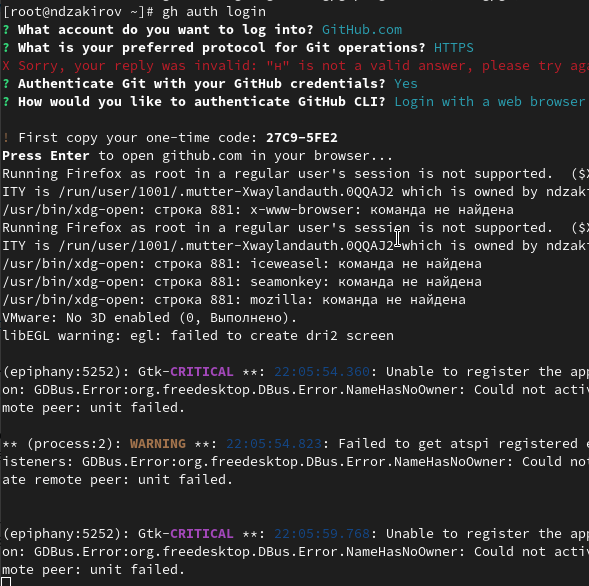 [root@ndzakirov ~]# gh auth login
? What account do you want to log into? GitHub.com
? What is your preferred protocol for Git operations? HTTPS
X Sorry, your reply was invalid: "н" is not a valid answer, please try aga
? Authenticate Git with your GitHub credentials? Yes
? How would you like to authenticate GitHub CLI? Login with a web browser
! First copy your one-time code: 27C9-5FE2
Press Enter to open github.com in your browser...
Running Firefox as root in a regular user's session is not supported.  ($X
ITY is /run/user/1001/.mutter-Xwaylandauth.0QQAJ2 which is owned by ndzaki
/usr/bin/xdg-open: строка 881: x-www-browser: команда не найдена
Running Firefox as root in a regular user's session is not supported.  ($X
ITY is /run/user/1001/.mutter-Xwaylandauth.0QQAJ2 which is owned by ndzaki
/usr/bin/xdg-open: строка 881: iceweasel: команда не найдена
/usr/bin/xdg-open: строка 881: seamonkey: команда не найдена
/usr/bin/xdg-open: строка 881: mozilla: команда не найдена
VMware: No 3D enabled (0, Выполнено).
libEGL warning: egl: failed to create dri2 screen
(epiphany:5252): Gtk-CRITICAL **: 22:05:54.360: Unable to register the app
on: GDBus.Error:org.freedesktop.DBus.Error.NameHasNoOwner: Could not activ
mote peer: unit failed.
** (process:2): WARNING **: 22:05:54.823: Failed to get atspi registered e
isteners: GDBus.Error:org.freedesktop.DBus.Error.NameHasNoOwner: Could not
ate remote peer: unit failed.
(epiphany:5252): Gtk-CRITICAL **: 22:05:59.768: Unable to register the app
on: GDBus.Error:org.freedesktop.DBus.Error.NameHasNoOwner: Could not activ
mote peer: unit failed.